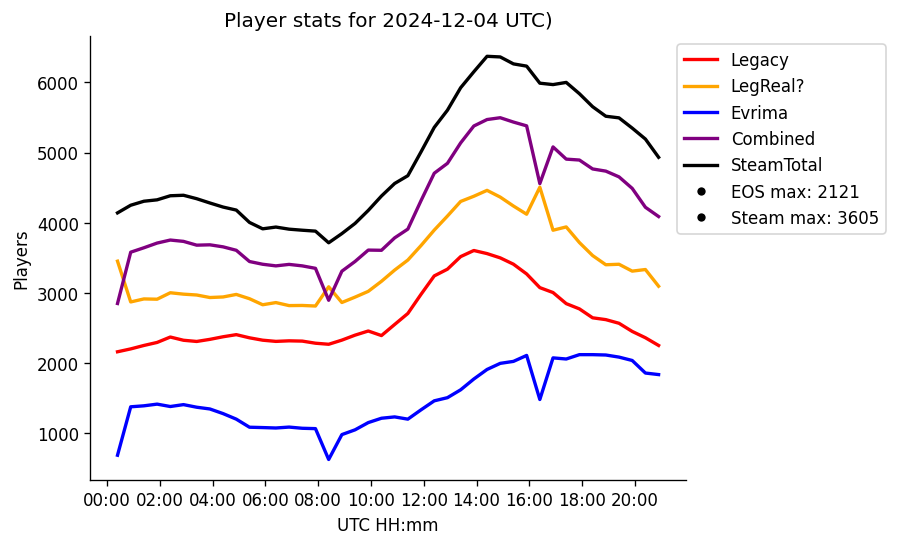 Player stats for 2024-12-04 UTC)
Legacy
LegReal?
Evrima
Combined
SteamTotal
EOS max: 2121
Steam max: 3605
Players
6000
5000
4000
3000
2000
1000
00:00 02:00 04:00 06:00 08:00 10:00 12:00 14:00 16:00 18:00 20:00
UTC HH:mm